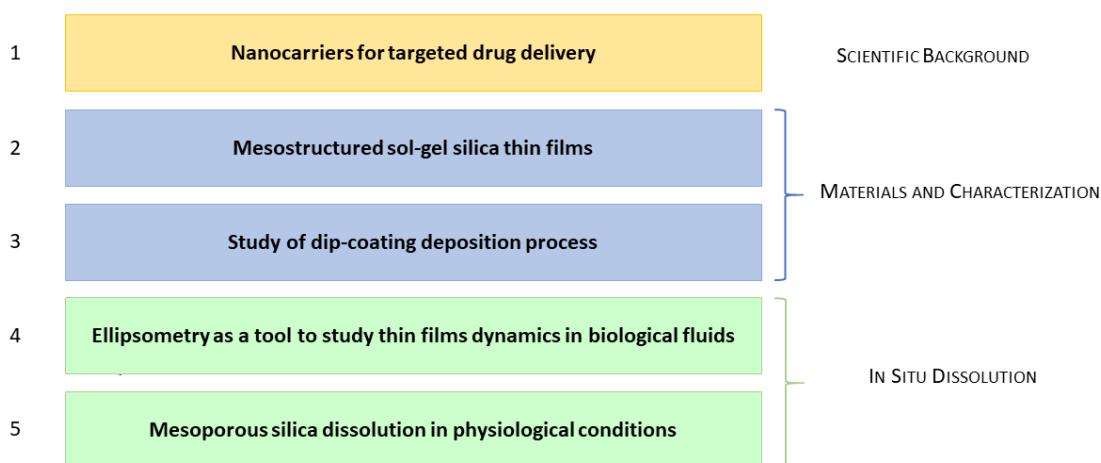 1
Nanocarriers for targeted drug delivery
SCIENTIFIC BACKGROUND
2
Mesostructured sol-gel silica thin films
MATERIALS AND CHARACTERIZATION
3
Study of dip-coating deposition process
4
Ellipsometry as a tool to study thin films dynamics in biological fluids
IN SITU DISSOLUTION
5
Mesoporous silica dissolution in physiological conditions